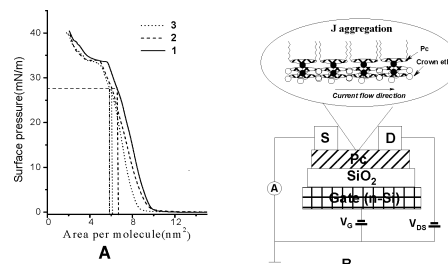 3
2
1
Surface pressure(mN/m)
40
30
20
10
0
0
4
8
12
Area per molecule(nm²)
A
J aggregation
Pc
Crown et
Current flow direction
S
D
Pc
SiO₂
Gate (n-Si)
A
V_G
V_DS